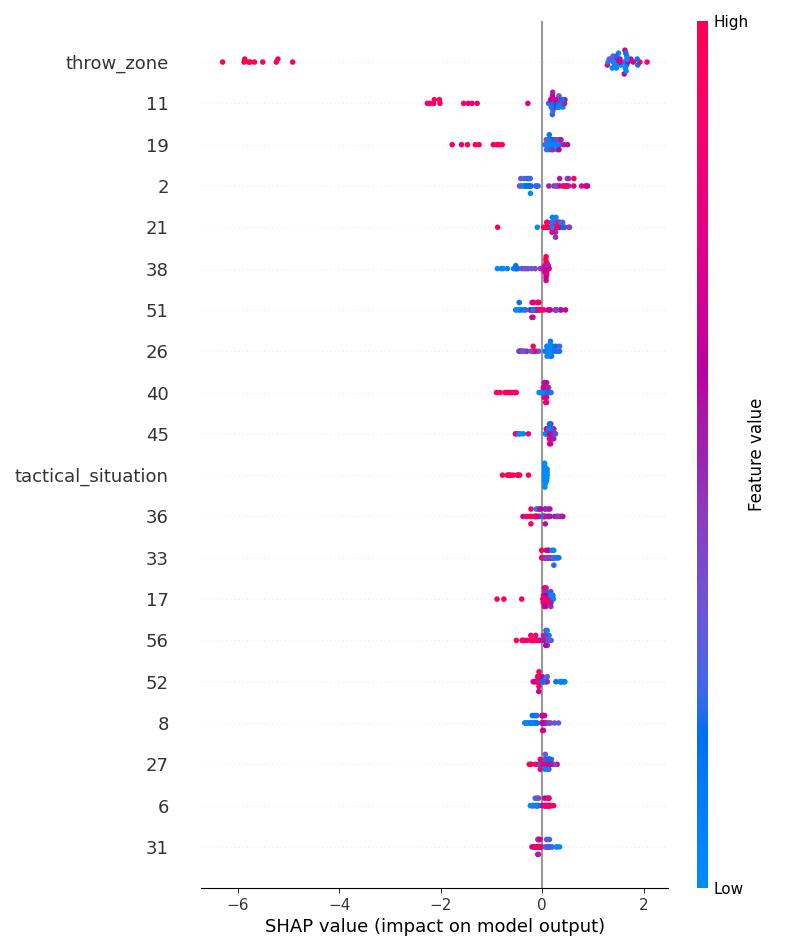 High
throw_zone
11
19
2
21
38
51
26
40
45
tactical_situation
36
33
17
56
52
8
27
6
31
Low
Feature value
−6 −4 −2 0 2
SHAP value (impact on model output)